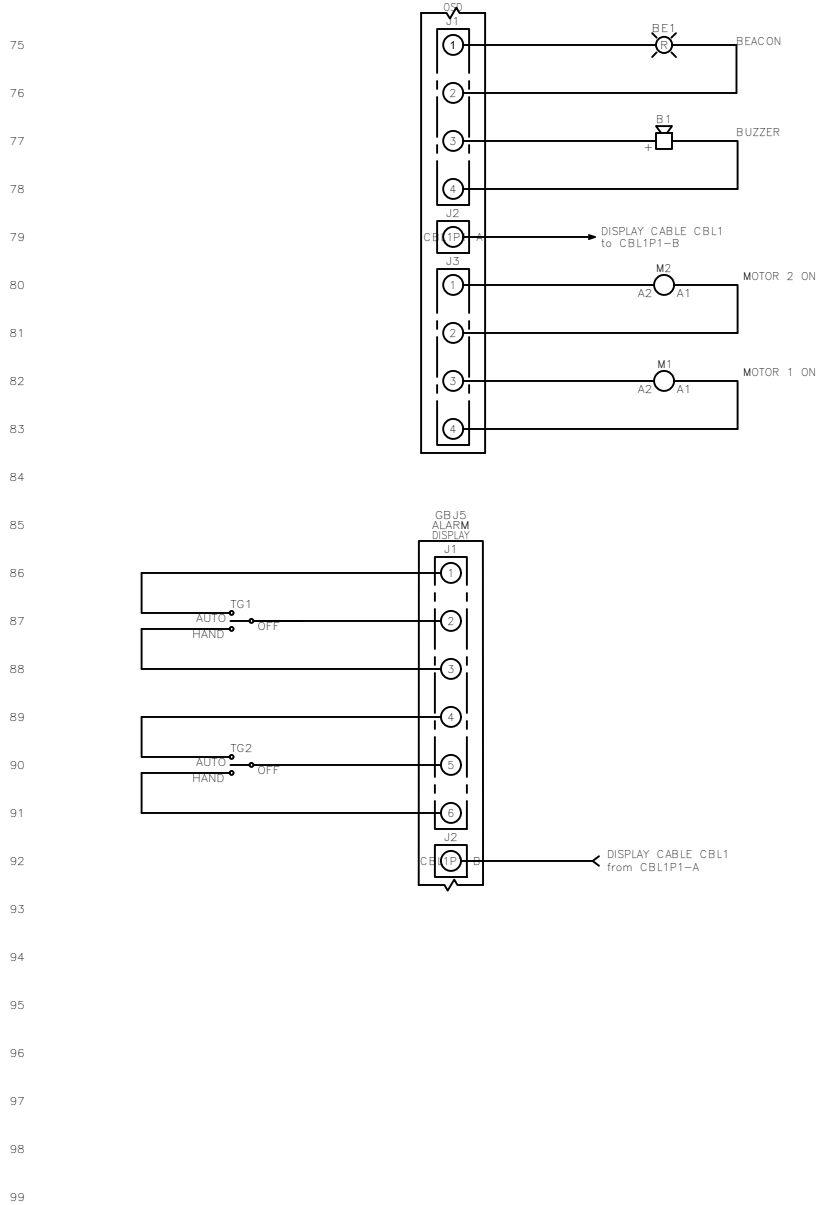 OSD
J1
75 1 BE1 R BEACON
76 2
77 3 B1 + BUZZER
78 4
J2
79 CBL1P1-A DISPLAY CABLE CBL1
to CBL1P1-B
J3
80 1 M2 A2 A1 MOTOR 2 ON
81 2
82 3 M1 A2 A1 MOTOR 1 ON
83 4
84
85 GBJ5
ALARM
DISPLAY
J1
86 1
TG1
87 AUTO OFF 2
HAND
88 3
89 4
TG2
90 AUTO OFF 5
HAND
91 6
J2
92 CBL1P1-B DISPLAY CABLE CBL1
from CBL1P1-A
93
94
95
96
97
98
99